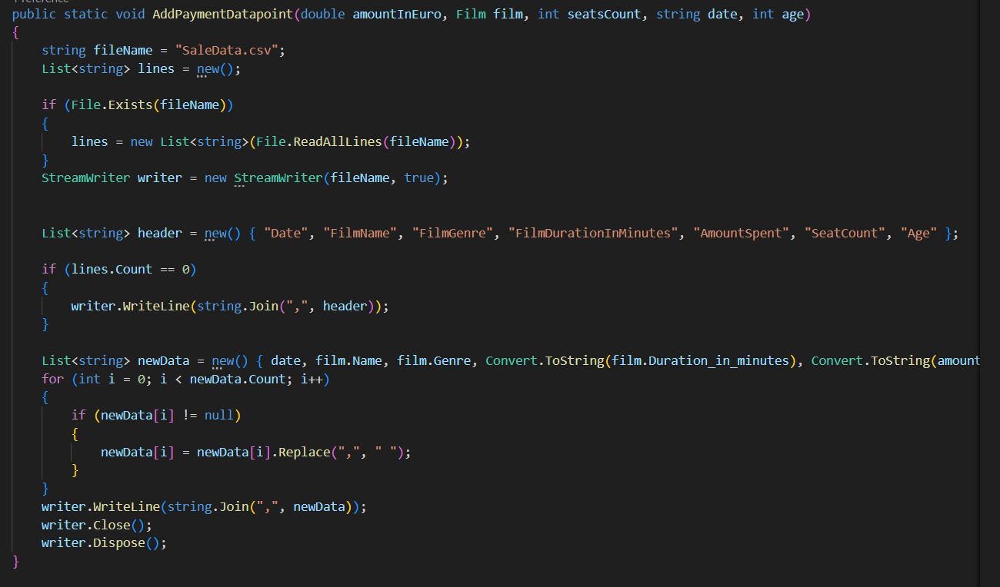 public static void AddPaymentDatapoint(double amountInEuro, Film film, int seatsCount, string date, int age)
{
    string fileName = "SaleData.csv";
    List<string> lines = new();

    if (File.Exists(fileName))
    {
        lines = new List<string>(File.ReadAllLines(fileName));
    }
    StreamWriter writer = new StreamWriter(fileName, true);


    List<string> header = new() { "Date", "FilmName", "FilmGenre", "FilmDurationInMinutes", "AmountSpent", "SeatCount", "Age" };

    if (lines.Count == 0)
    {
        writer.WriteLine(string.Join(",", header));
    }

    List<string> newData = new() { date, film.Name, film.Genre, Convert.ToString(film.Duration_in_minutes), Convert.ToString(amount
    for (int i = 0; i < newData.Count; i++)
    {
        if (newData[i] != null)
        {
            newData[i] = newData[i].Replace(",", " ");
        }
    }
    writer.WriteLine(string.Join(",", newData));
    writer.Close();
    writer.Dispose();
}